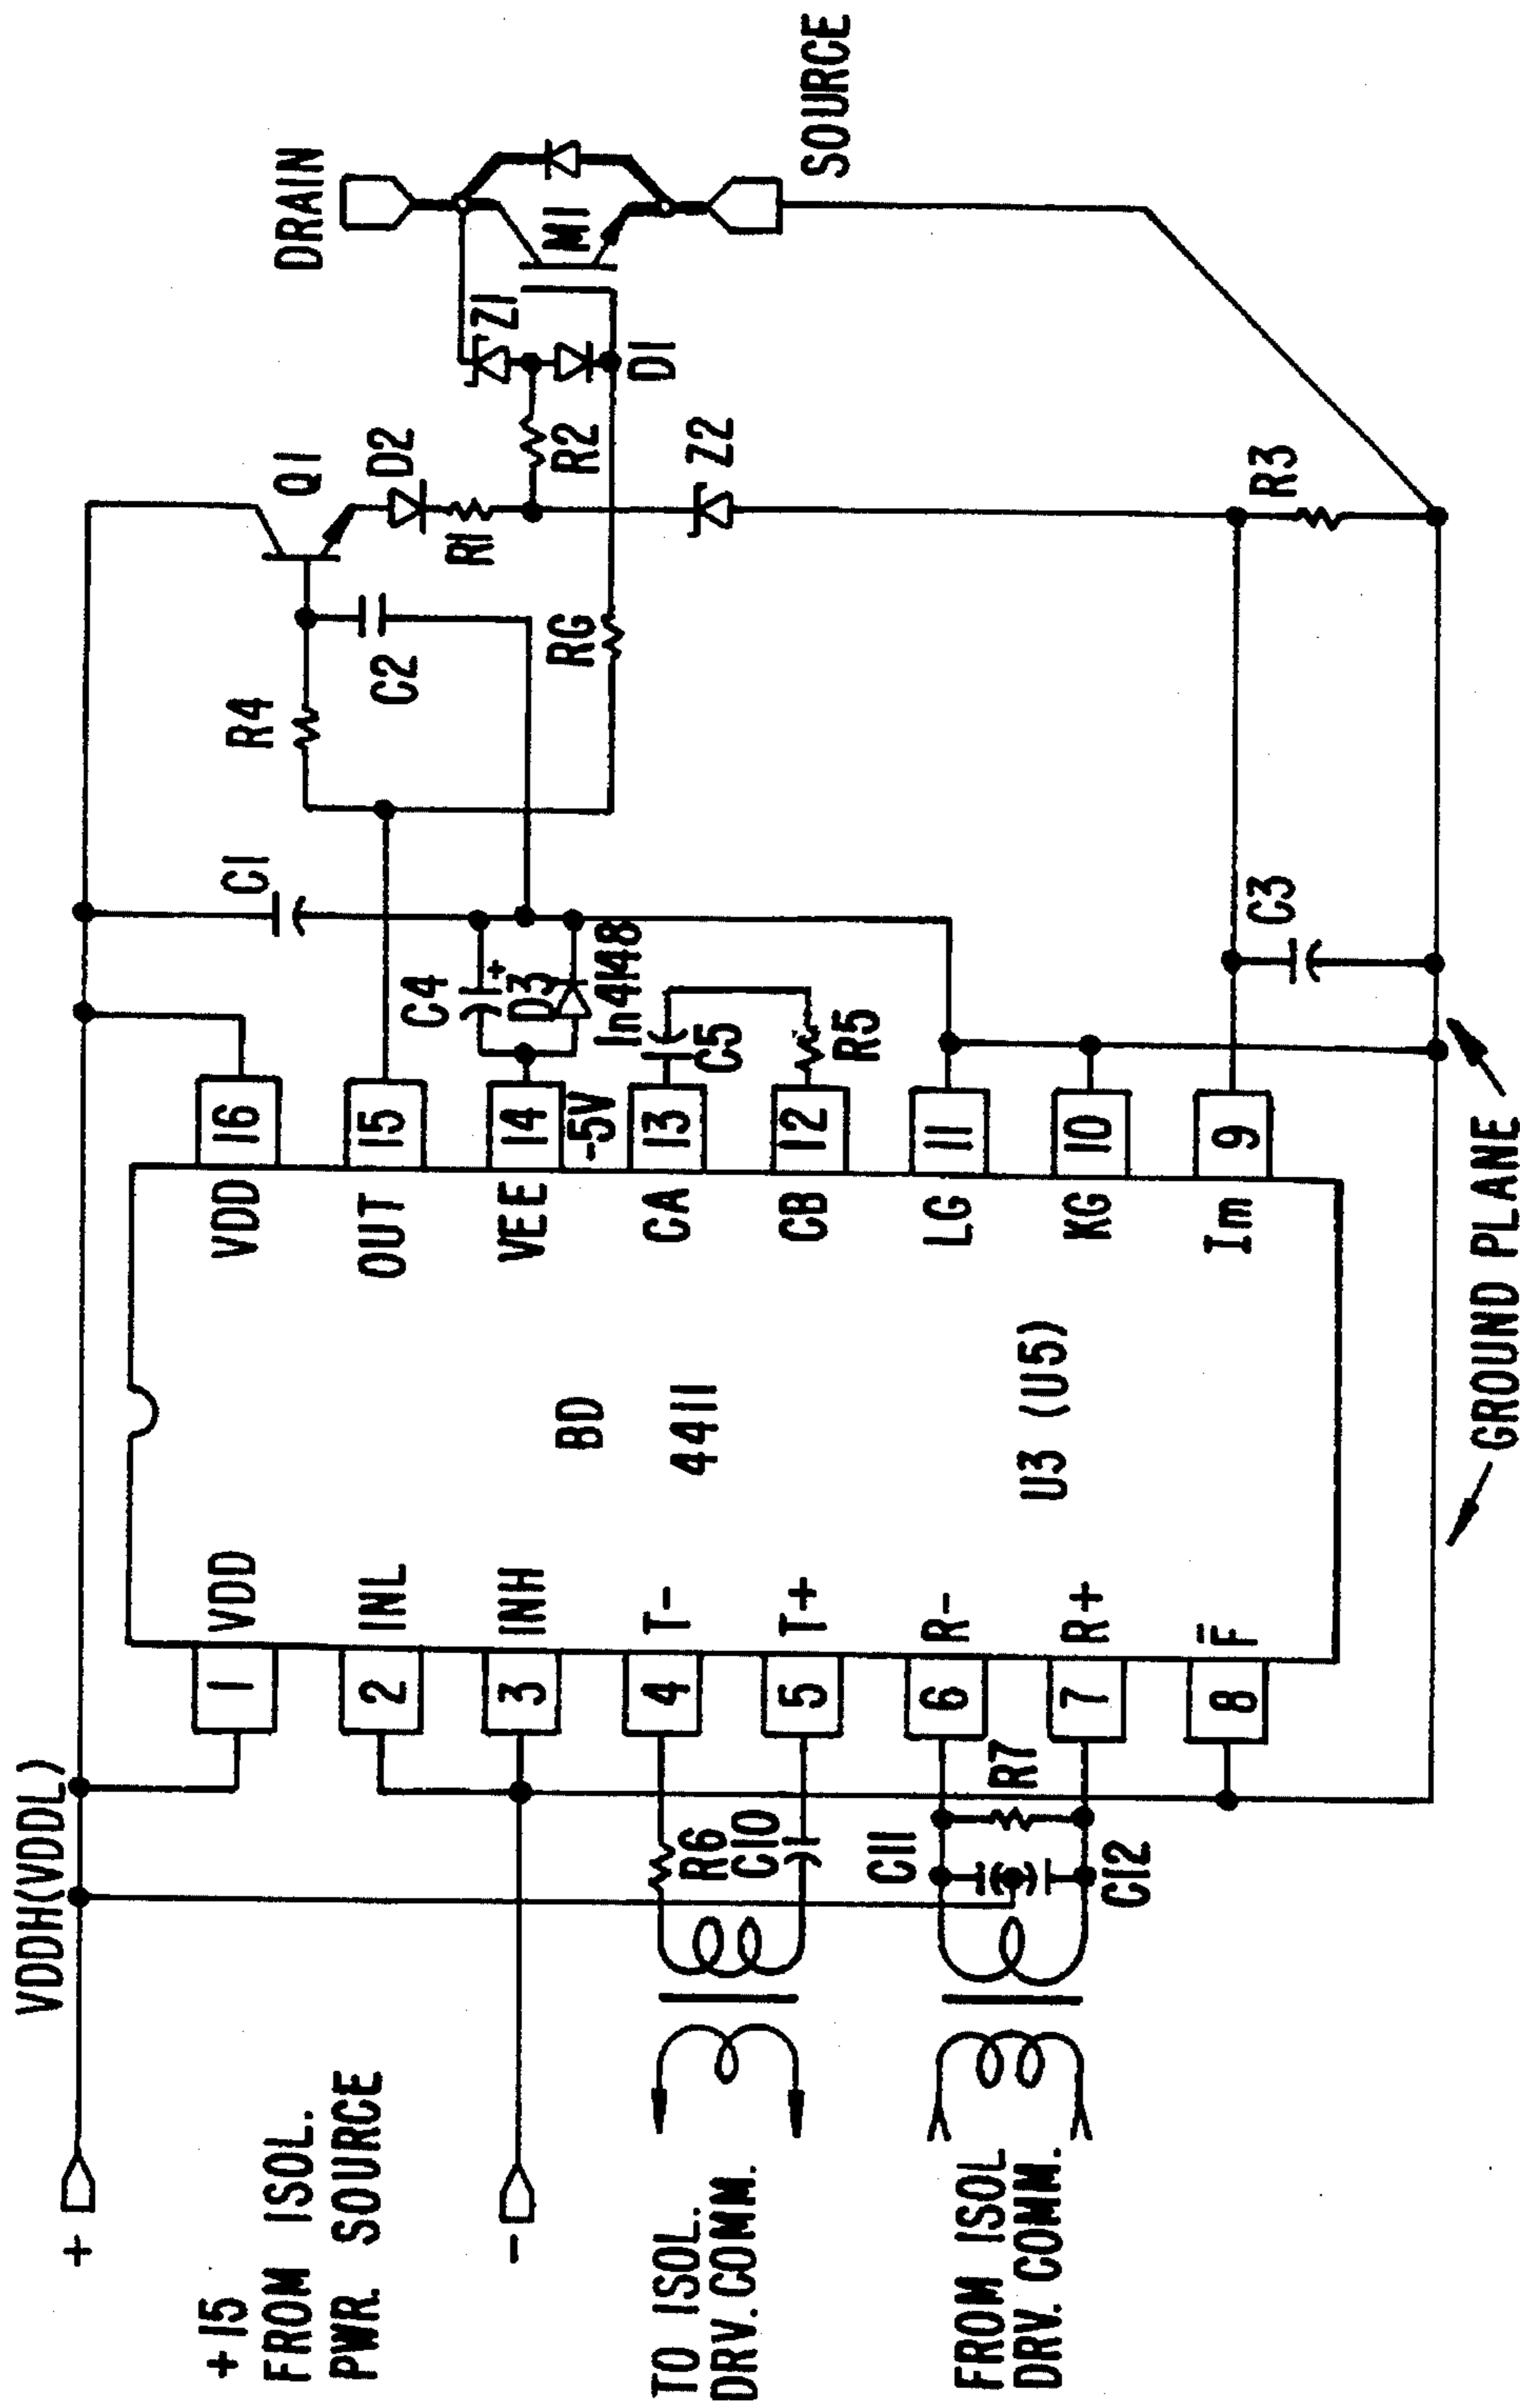 VDDH(VDDL)
+
+15
FROM ISOL.
PWR. SOURCE
-
TO ISOL.
DRV. COMM.
FROM ISOL
DRV. COMM.
R6
C10
C11
R7
C12
1
VDD
2
INL
3
INH
4
T-
5
T+
6
R-
7
R+
8
F̅
BD
4411
U3 (U5)
VDD
16
OUT
15
VEE
14
-5V
CA
13
CB
12
LG
11
KG
10
Im
9
GROUND PLANE
C1
C4
+
D3
In4148
C5
R5
C3
R4
C2
RG
Q1
D2
R1
R2
Z2
R3
Z1
D1
M1
DRAIN
SOURCE